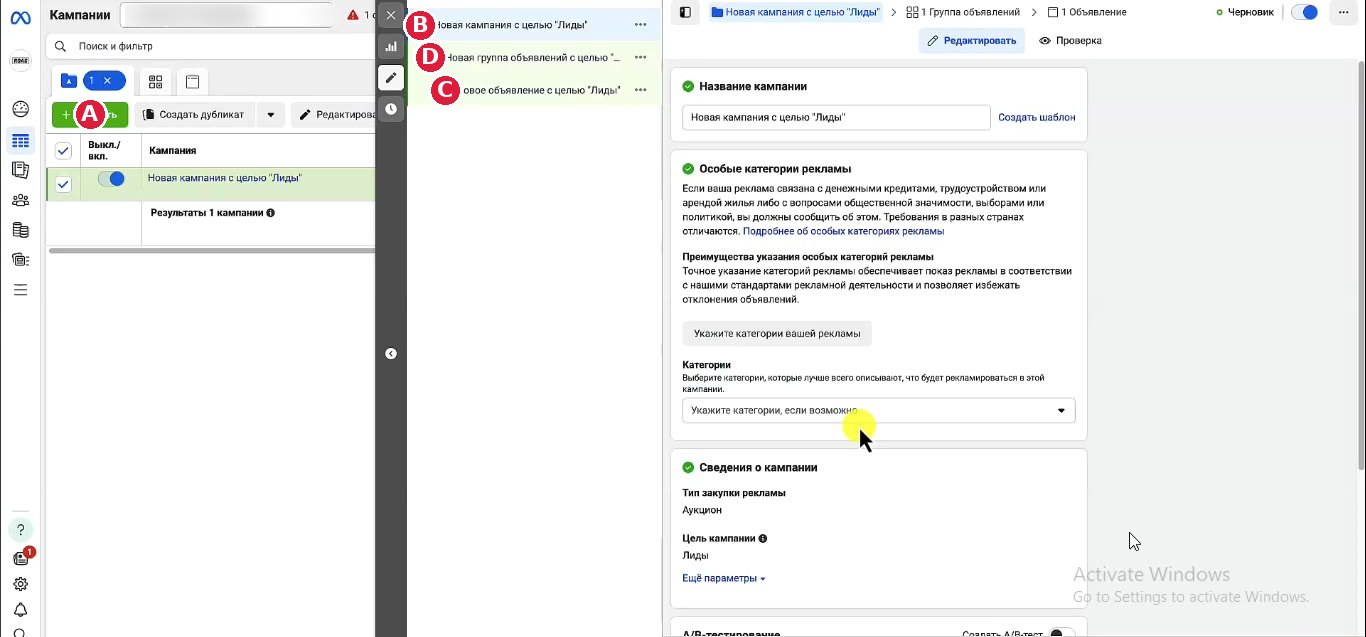 Кампании
1
Поиск и фильтр
1 ×
A
Создать дубликат
Редактирова
Выкл./
вкл.
Кампания
Новая кампания с целью "Лиды"
Результаты 1 кампании
?
1
B
Новая кампания с целью "Лиды"
D
Новая группа объявлений с целью "...
C
овое объявление с целью "Лиды"
Новая кампания с целью "Лиды" > 1 Группа объявлений > 1 Объявление
Черновик
Редактировать
Проверка
Название кампании
Новая кампания с целью "Лиды"
Создать шаблон
Особые категории рекламы
Если ваша реклама связана с денежными кредитами, трудоустройством или
арендой жилья либо с вопросами общественной значимости, выборами или
политикой, вы должны сообщить об этом. Требования в разных странах
отличаются. Подробнее об особых категориях рекламы
Преимущества указания особых категорий рекламы
Точное указание категорий рекламы обеспечивает показ рекламы в соответствии
с нашими стандартами рекламной деятельности и позволяет избежать
отклонения объявлений.
Укажите категории вашей рекламы
Категории
Выберите категории, которые лучше всего описывают, что будет рекламироваться в этой
кампании.
Укажите категории, если возможно
Сведения о кампании
Тип закупки рекламы
Аукцион
Цель кампании
Лиды
Ещё параметры
A/B-тестирование
Создать A/B-тест
Activate Windows
Go to Settings to activate Windows.